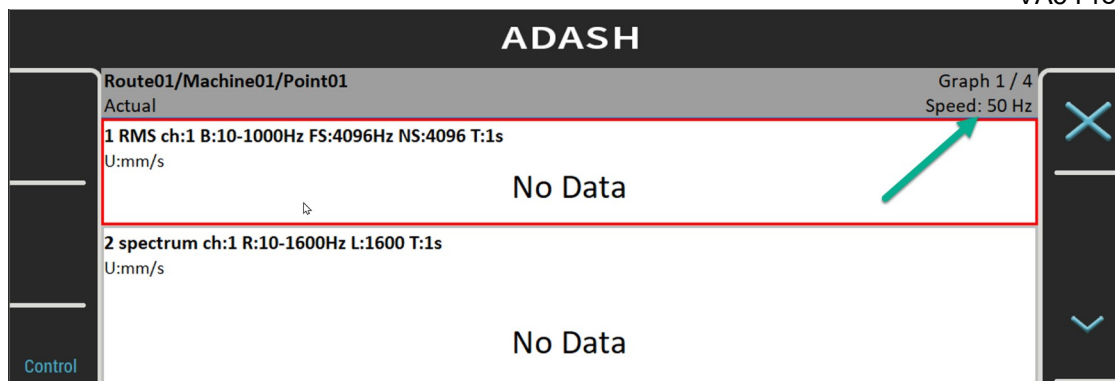 ADASH
Route01/Machine01/Point01
Graph 1 / 4
Actual
Speed: 50 Hz
1 RMS ch:1 B:10-1000Hz FS:4096Hz NS:4096 T:1s
U:mm/s
No Data
2 spectrum ch:1 R:10-1600Hz L:1600 T:1s
U:mm/s
No Data
Control